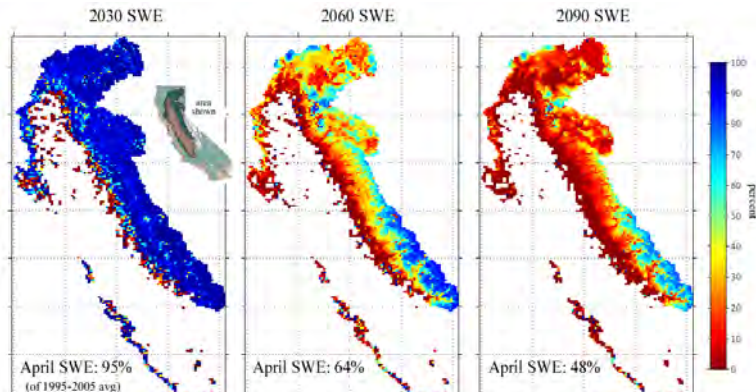 2030 SWE
2060 SWE
2090 SWE
area
shown
April SWE: 95%
(of 1995-2005 avg)
April SWE: 64%
April SWE: 48%
100
90
80
70
60
50
40
30
20
10
0
Percent